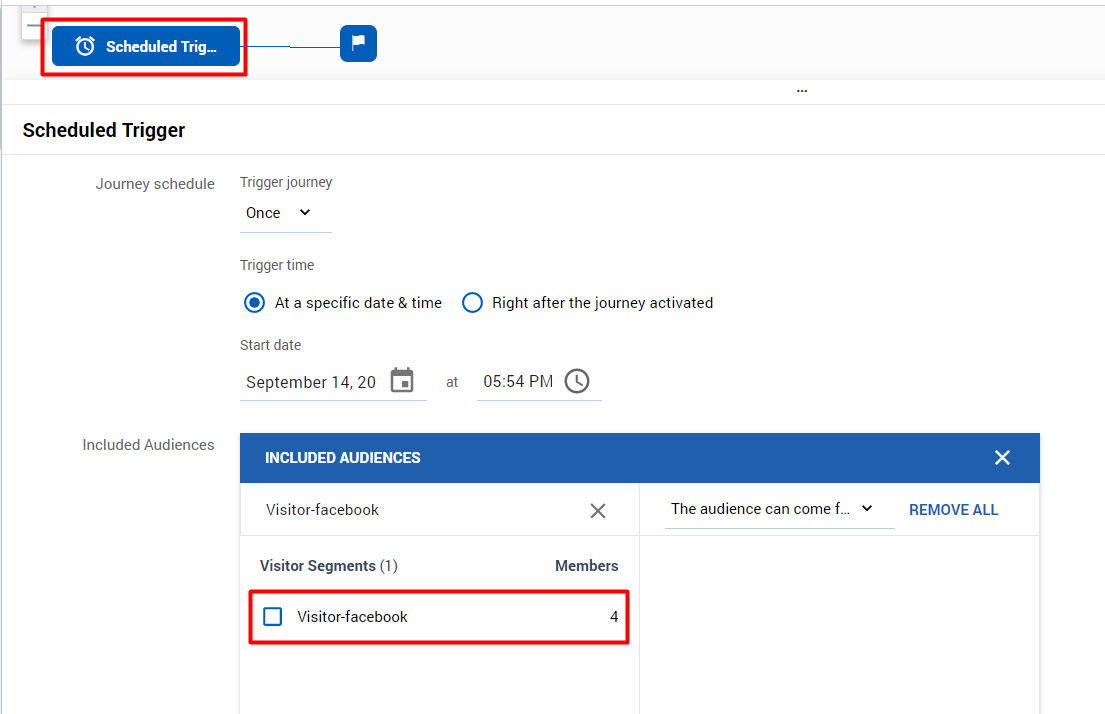 Scheduled Trig...
...
Scheduled Trigger
Journey schedule
Trigger journey
Once
Trigger time
At a specific date & time
Right after the journey activated
Start date
September 14, 20
at
05:54 PM
Included Audiences
INCLUDED AUDIENCES
Visitor-facebook
The audience can come f...
REMOVE ALL
Visitor Segments (1)
Members
Visitor-facebook
4